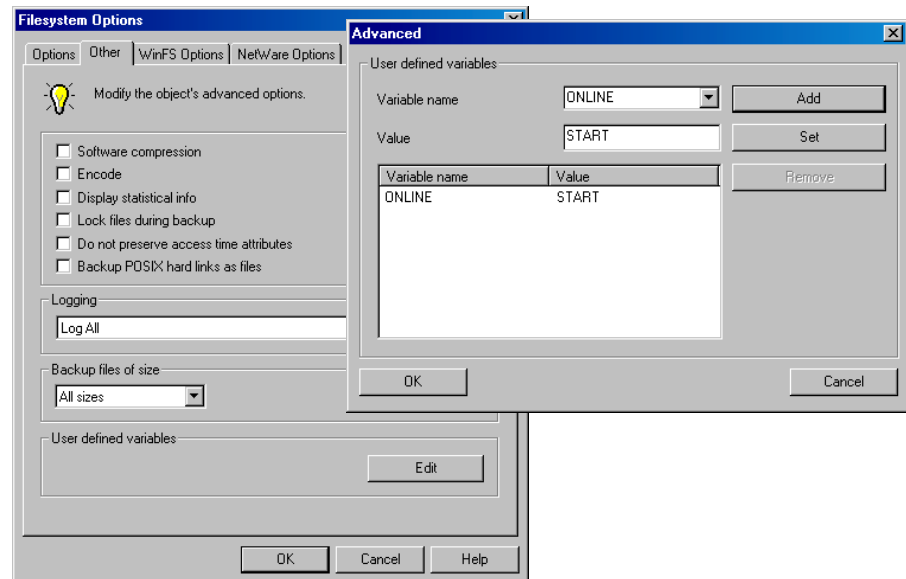 Filesystem Options
Options Other WinFS Options NetWare Options
Modify the object's advanced options.
Software compression
Encode
Display statistical info
Lock files during backup
Do not preserve access time attributes
Backup POSIX hard links as files
Logging
Log All
Backup files of size
All sizes
User defined variables
Edit
OK Cancel Help
Advanced
User defined variables
Variable name ONLINE Add
Value START Set
Variable name Value Remove
ONLINE START
OK Cancel